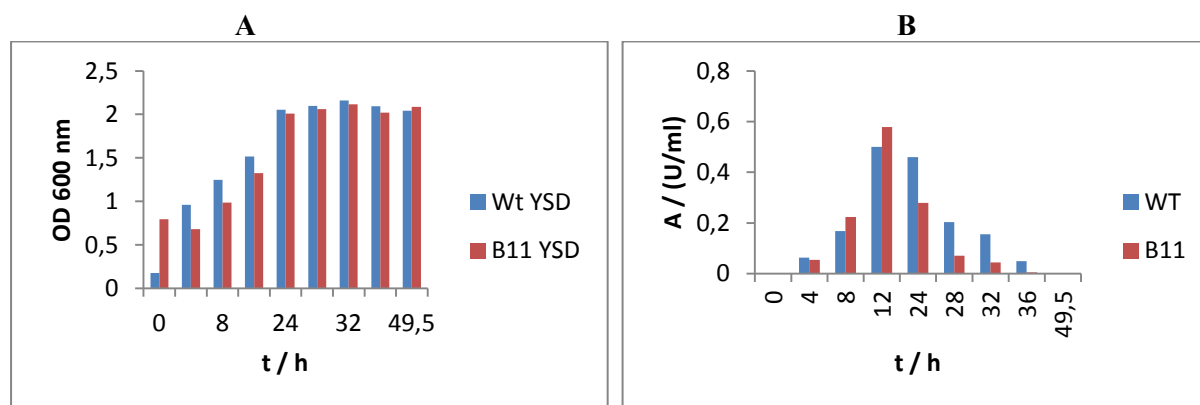 A
2,5
2
1,5
1
0,5
0
OD 600 nm
0 8 24 32 49,5
t / h
Wt YSD
B11 YSD
B
0,8
0,6
0,4
0,2
0
A / (U/ml)
0 4 8 12 24 28 32 36 49,5
t / h
WT
B11